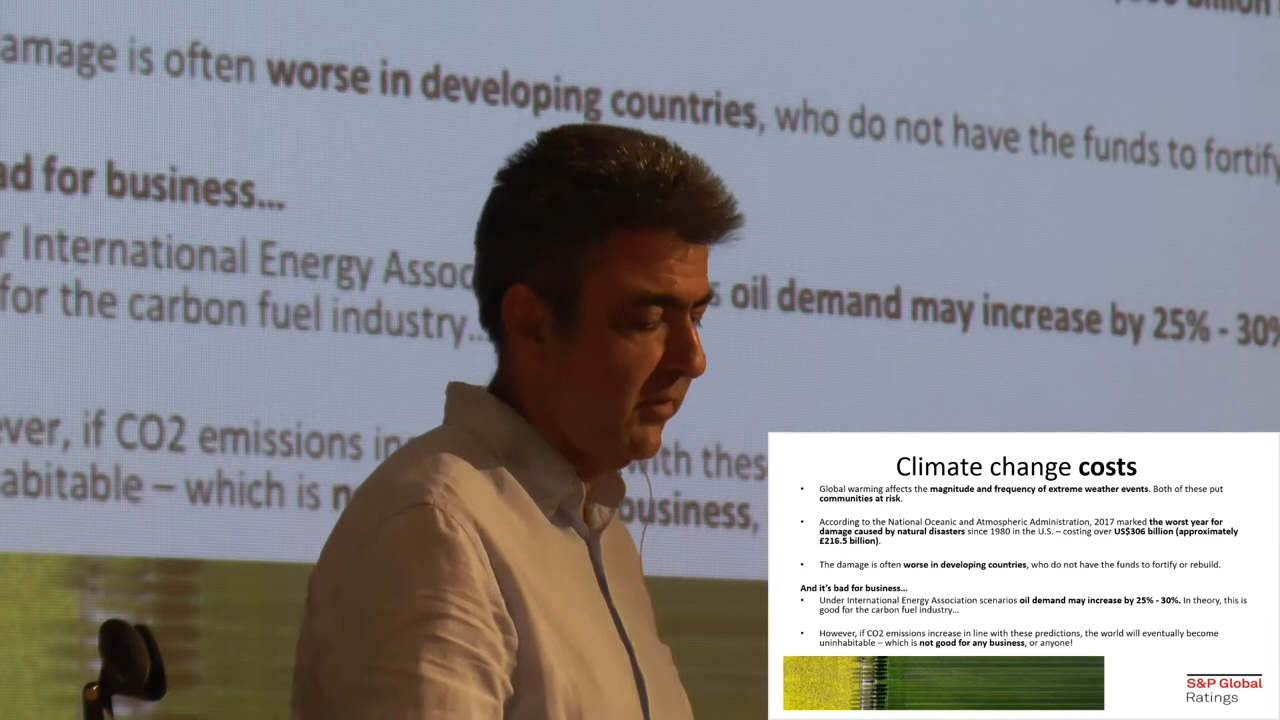 billion
amage is often worse in developing countries, who do not have the funds to fortify
ad for business...
r International Energy Assoc s oil demand may increase by 25% - 30%
for the carbon fuel industry...
ever, if CO2 emissions in with thes
abitable – which is n business,
Climate change costs
• Global warming affects the magnitude and frequency of extreme weather events. Both of these put
communities at risk.
• According to the National Oceanic and Atmospheric Administration, 2017 marked the worst year for
damage caused by natural disasters since 1980 in the U.S. – costing over US$306 billion (approximately
£216.5 billion).
• The damage is often worse in developing countries, who do not have the funds to fortify or rebuild.
And it's bad for business...
• Under International Energy Association scenarios oil demand may increase by 25% - 30%. In theory, this is
good for the carbon fuel industry...
• However, if CO2 emissions increase in line with these predictions, the world will eventually become
uninhabitable – which is not good for any business, or anyone!
S&P Global
Ratings